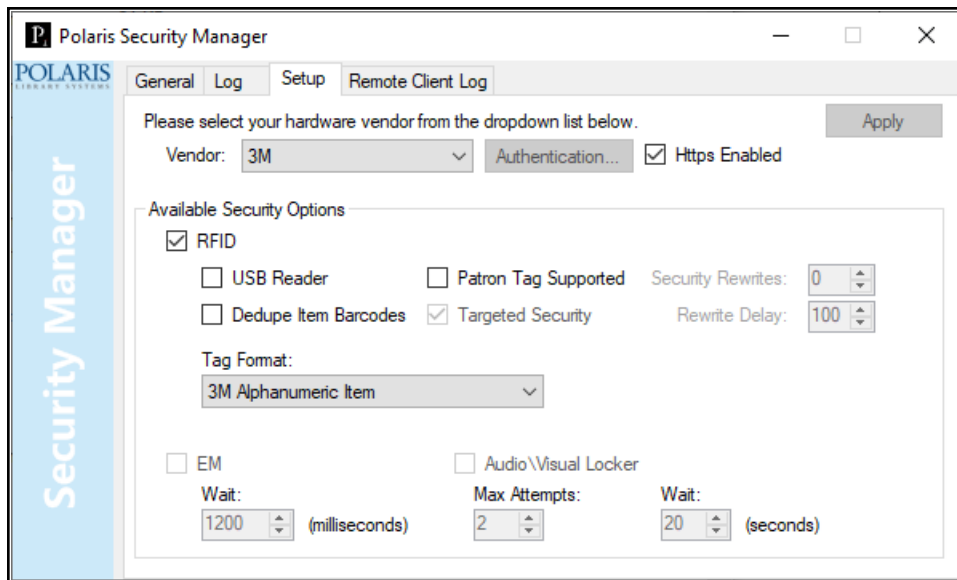 Polaris Security Manager
POLARIS
LIBRARY SYSTEMS
Security Manager
General Log Setup Remote Client Log
Please select your hardware vendor from the dropdown list below. Apply
Vendor: 3M Authentication... Https Enabled
Available Security Options
RFID
USB Reader Patron Tag Supported Security Rewrites: 0
Dedupe Item Barcodes Targeted Security Rewrite Delay: 100
Tag Format:
3M Alphanumeric Item
EM Audio\Visual Locker
Wait: Max Attempts: Wait:
1200 (milliseconds) 2 20 (seconds)